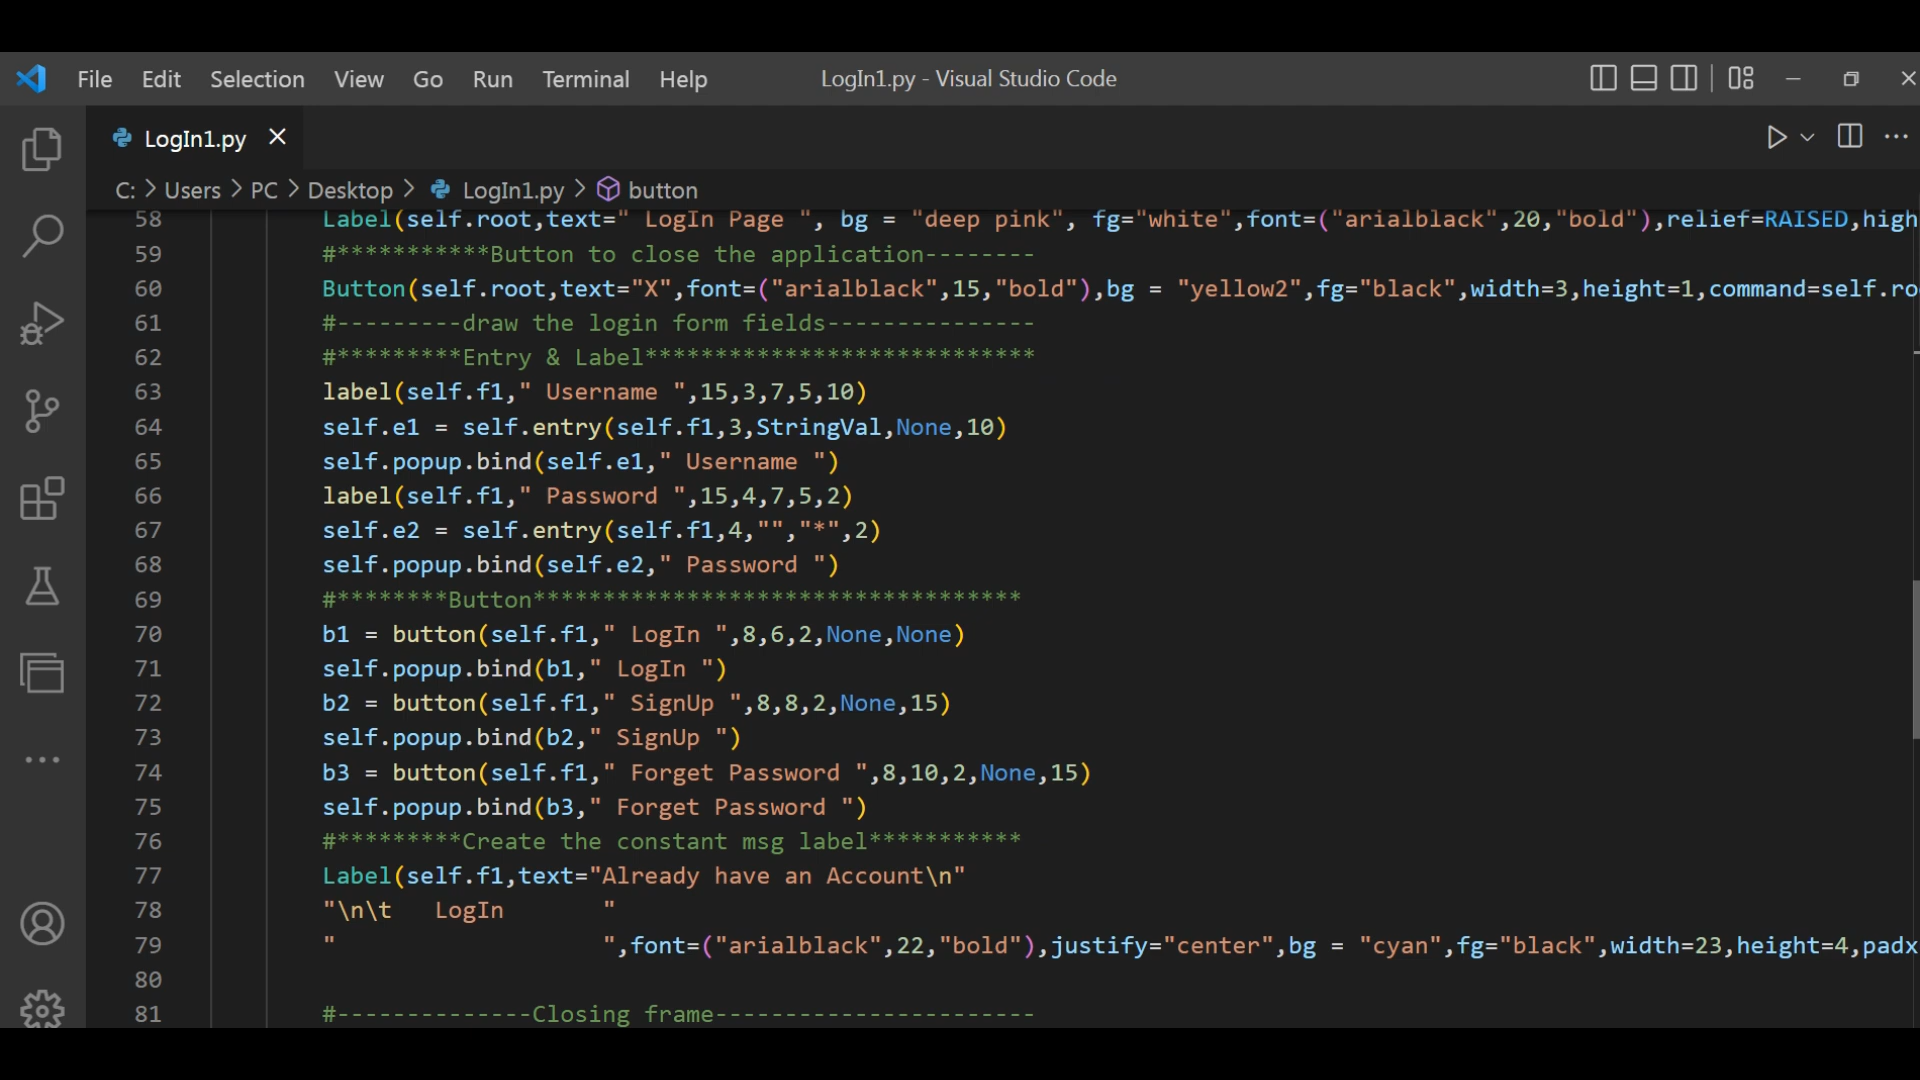 File Edit Selection View Go Run Terminal Help LogIn1.py - Visual Studio Code
LogIn1.py
C: > Users > PC > Desktop > LogIn1.py > button
58 Label(self.root,text=" LogIn Page ", bg = "deep pink", fg="white",font=("arialblack",20,"bold"),relief=RAISED,high
59 #***********Button to close the application--------
60 Button(self.root,text="X",font=("arialblack",15,"bold"),bg = "yellow2",fg="black",width=3,height=1,command=self.ro
61 #---------draw the login form fields---------------
62 #*********Entry & Label****************************
63 label(self.f1," Username ",15,3,7,5,10)
64 self.e1 = self.entry(self.f1,3,StringVal,None,10)
65 self.popup.bind(self.e1," Username ")
66 label(self.f1," Password ",15,4,7,5,2)
67 self.e2 = self.entry(self.f1,4,"","*",2)
68 self.popup.bind(self.e2," Password ")
69 #********Button***********************************
70 b1 = button(self.f1," LogIn ",8,6,2,None,None)
71 self.popup.bind(b1," LogIn ")
72 b2 = button(self.f1," SignUp ",8,8,2,None,15)
73 self.popup.bind(b2," SignUp ")
74 b3 = button(self.f1," Forget Password ",8,10,2,None,15)
75 self.popup.bind(b3," Forget Password ")
76 #*********Create the constant msg label***********
77 Label(self.f1,text="Already have an Account\n"
78 "\n\t   LogIn       "
79 "                   ",font=("arialblack",22,"bold"),justify="center",bg = "cyan",fg="black",width=23,height=4,padx
80
81 #--------------Closing frame-----------------------